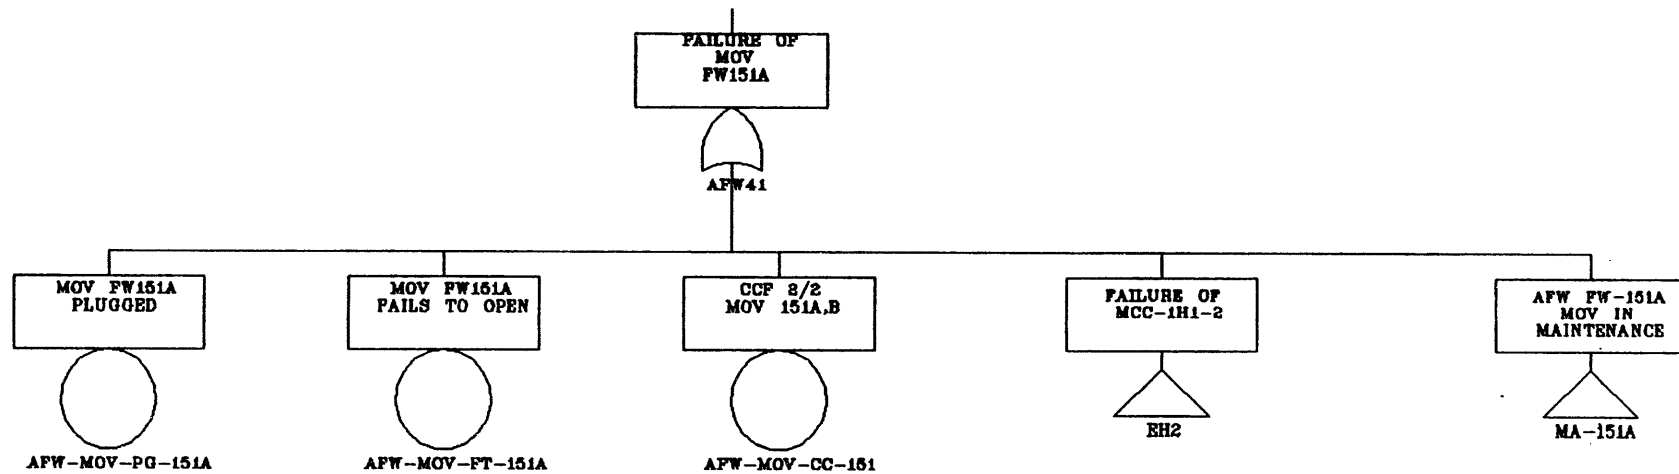 FAILURE OF
MOV
FW151A
AFW41
MOV FW151A
PLUGGED
MOV FW151A
FAILS TO OPEN
CCF 2/2
MOV 151A,B
FAILURE OF
MCC-1H1-2
AFW FW-151A
MOV IN
MAINTENANCE
AFW-MOV-PG-151A
AFW-MOV-FT-151A
AFW-MOV-CC-151
EH2
MA-151A